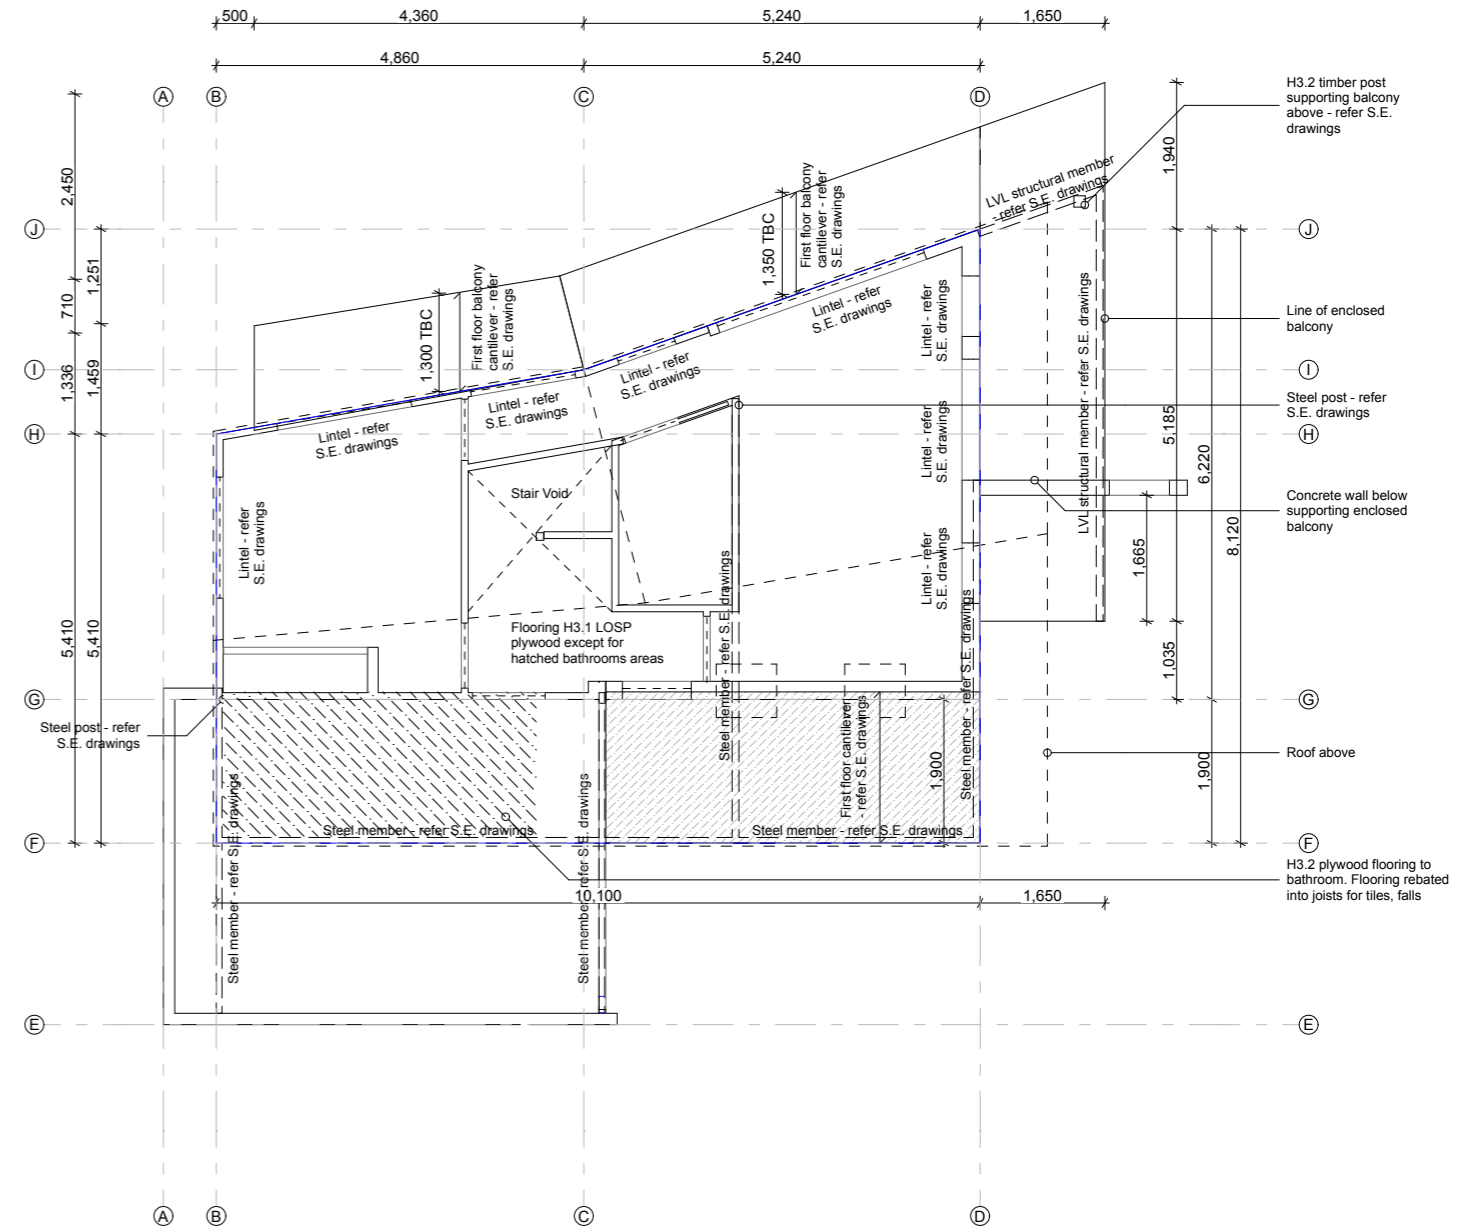 500
4,360
5,240
1,650
4,860
5,240
A
B
C
D
H3.2 timber post
supporting balcony
above - refer S.E.
drawings
2,450
1,940
LVL structural member
- refer S.E. drawings
First floor balcony
cantilever - refer
S.E. drawings
1,350 TBC
J
J
1,251
710
First floor balcony
cantilever - refer
S.E. drawings
1,300 TBC
Lintel - refer
S.E. drawings
Lintel - refer
S.E. drawings
LVL structural member - refer S.E. drawings
Line of enclosed
balcony
I
I
1,336
1,459
Lintel - refer
S.E. drawings
Lintel - refer
S.E. drawings
Lintel - refer
S.E. drawings
Steel post - refer
S.E. drawings
H
H
5,185
6,220
8,120
Lintel - refer
S.E. drawings
Stair Void
Concrete wall below
supporting enclosed
balcony
1,665
Lintel - refer
S.E. drawings
Lintel - refer
S.E. drawings
5,410
5,410
Flooring H3.1 LOSP
plywood except for
hatched bathrooms areas
Steel member - refer S.E. drawings
Steel member - refer S.E. drawings
1,035
G
G
Steel post - refer
S.E. drawings
First floor cantilever
- refer S.E. drawings
1,900
1,900
Roof above
Steel member - refer S.E. drawings
Steel member - refer S.E. drawings
F
F
Steel member - refer S.E. drawings
Steel member - refer S.E. drawings
H3.2 plywood flooring to
bathroom. Flooring rebated
into joists for tiles, falls
10,100
1,650
E
E
A
B
C
D